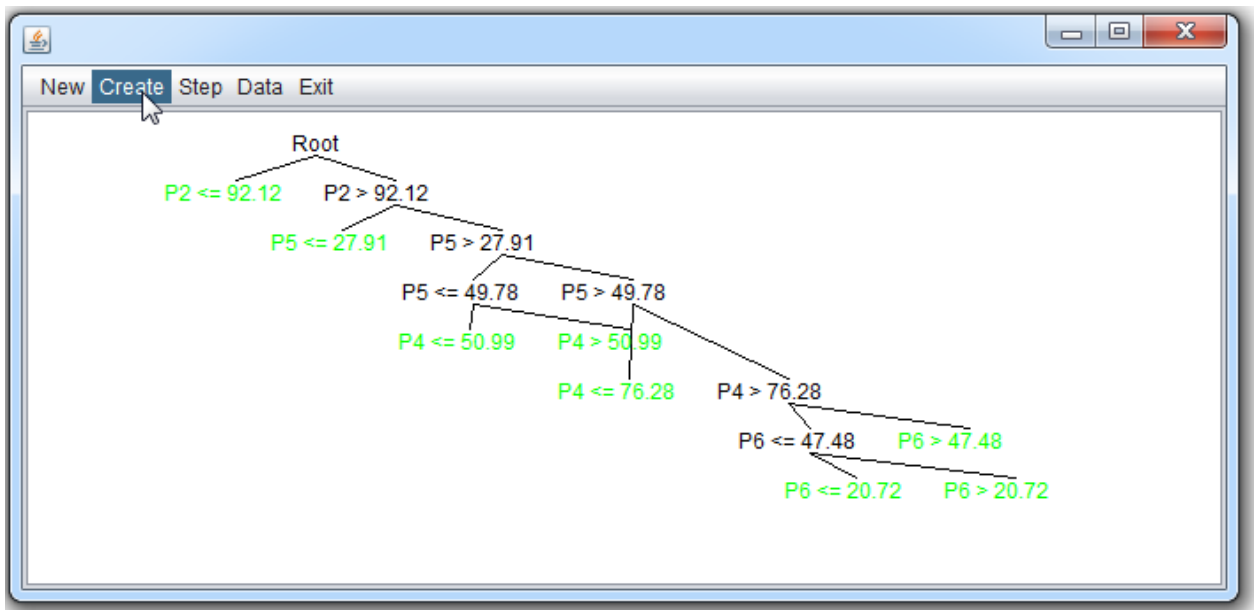 New Create Step Data Exit
Root
P2 <= 92.12 P2 > 92.12
P5 <= 27.91 P5 > 27.91
P5 <= 49.78 P5 > 49.78
P4 <= 50.99 P4 > 50.99
P4 <= 76.28 P4 > 76.28
P6 <= 47.48 P6 > 47.48
P6 <= 20.72 P6 > 20.72